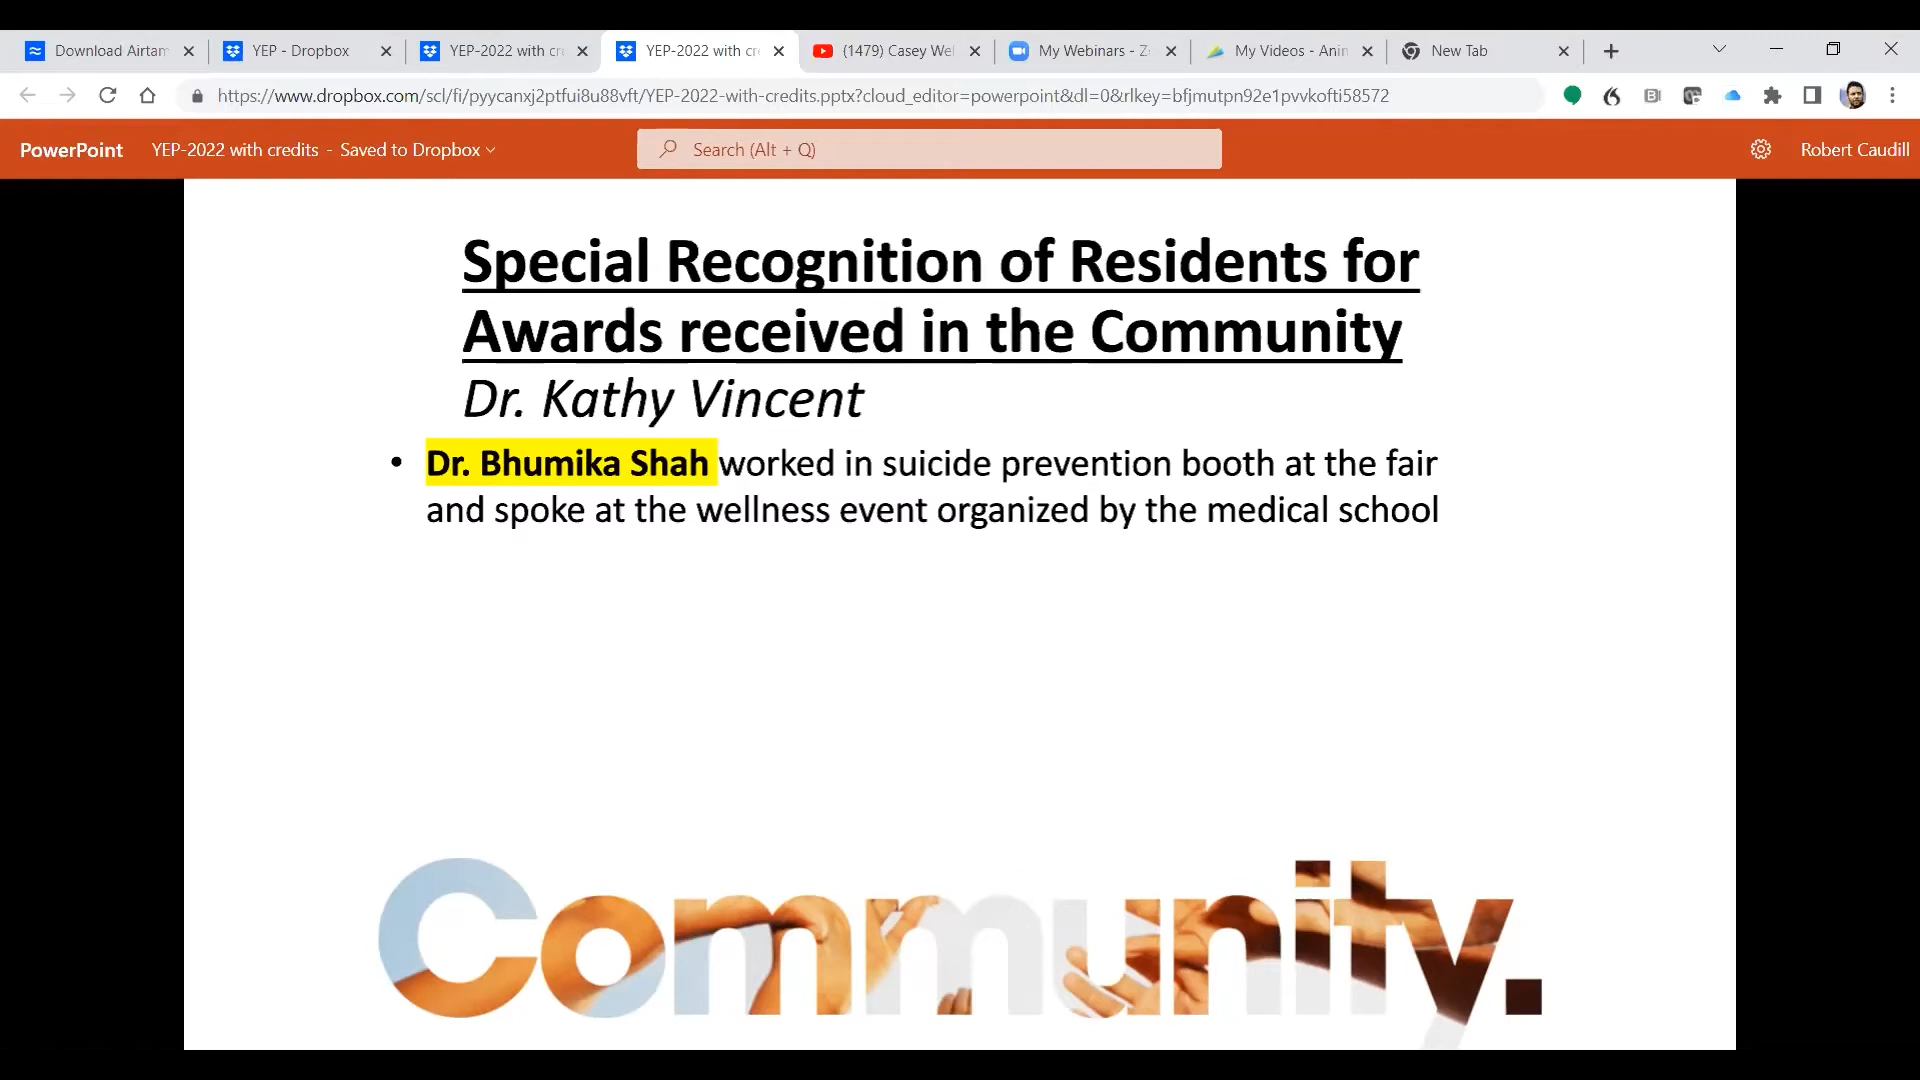 Download Airtam
YEP - Dropbox
YEP-2022 with cr
YEP-2022 with cr
(1479) Casey Wel
My Webinars - Z
My Videos - Anin
New Tab
https://www.dropbox.com/scl/fi/pyycanxj2ptfui8u88vft/YEP-2022-with-credits.pptx?cloud_editor=powerpoint&dl=0&rlkey=bfjmutpn92e1pvvkofti58572
PowerPoint YEP-2022 with credits - Saved to Dropbox
Search (Alt + Q)
Robert Caudill
Special Recognition of Residents for
Awards received in the Community
Dr. Kathy Vincent
• Dr. Bhumika Shah worked in suicide prevention booth at the fair
and spoke at the wellness event organized by the medical school
Community.